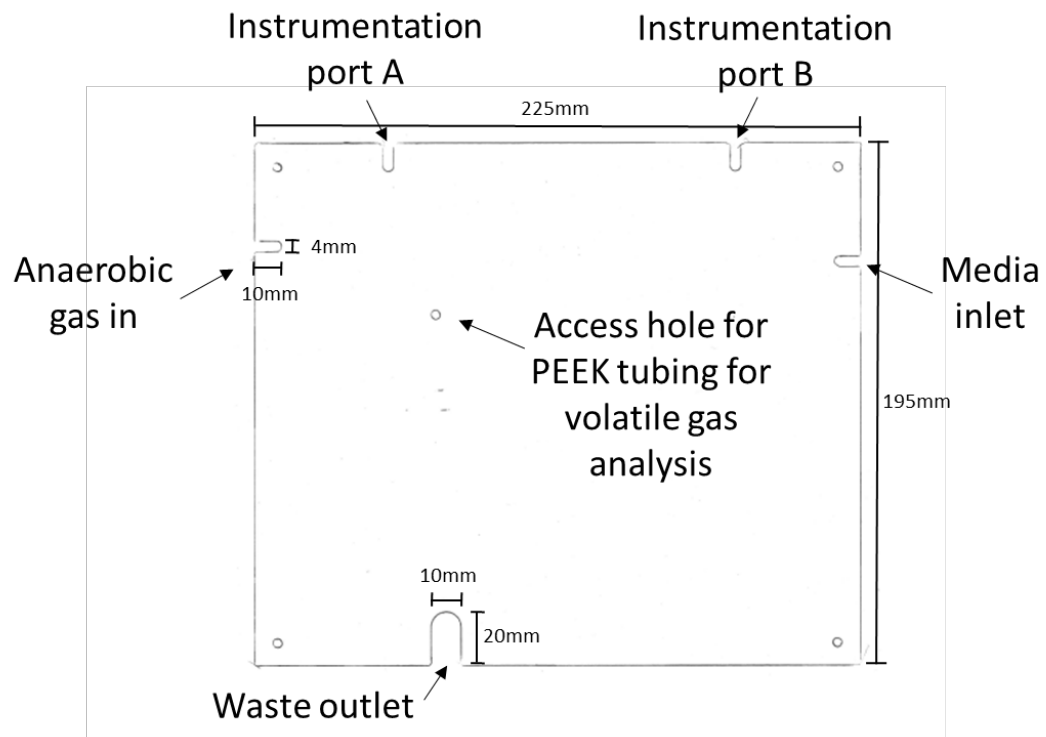 Instrumentation
port A
Instrumentation
port B
225mm
4mm
Anaerobic
gas in
10mm
Media
inlet
Access hole for
PEEK tubing for
volatile gas
analysis
195mm
10mm
20mm
Waste outlet